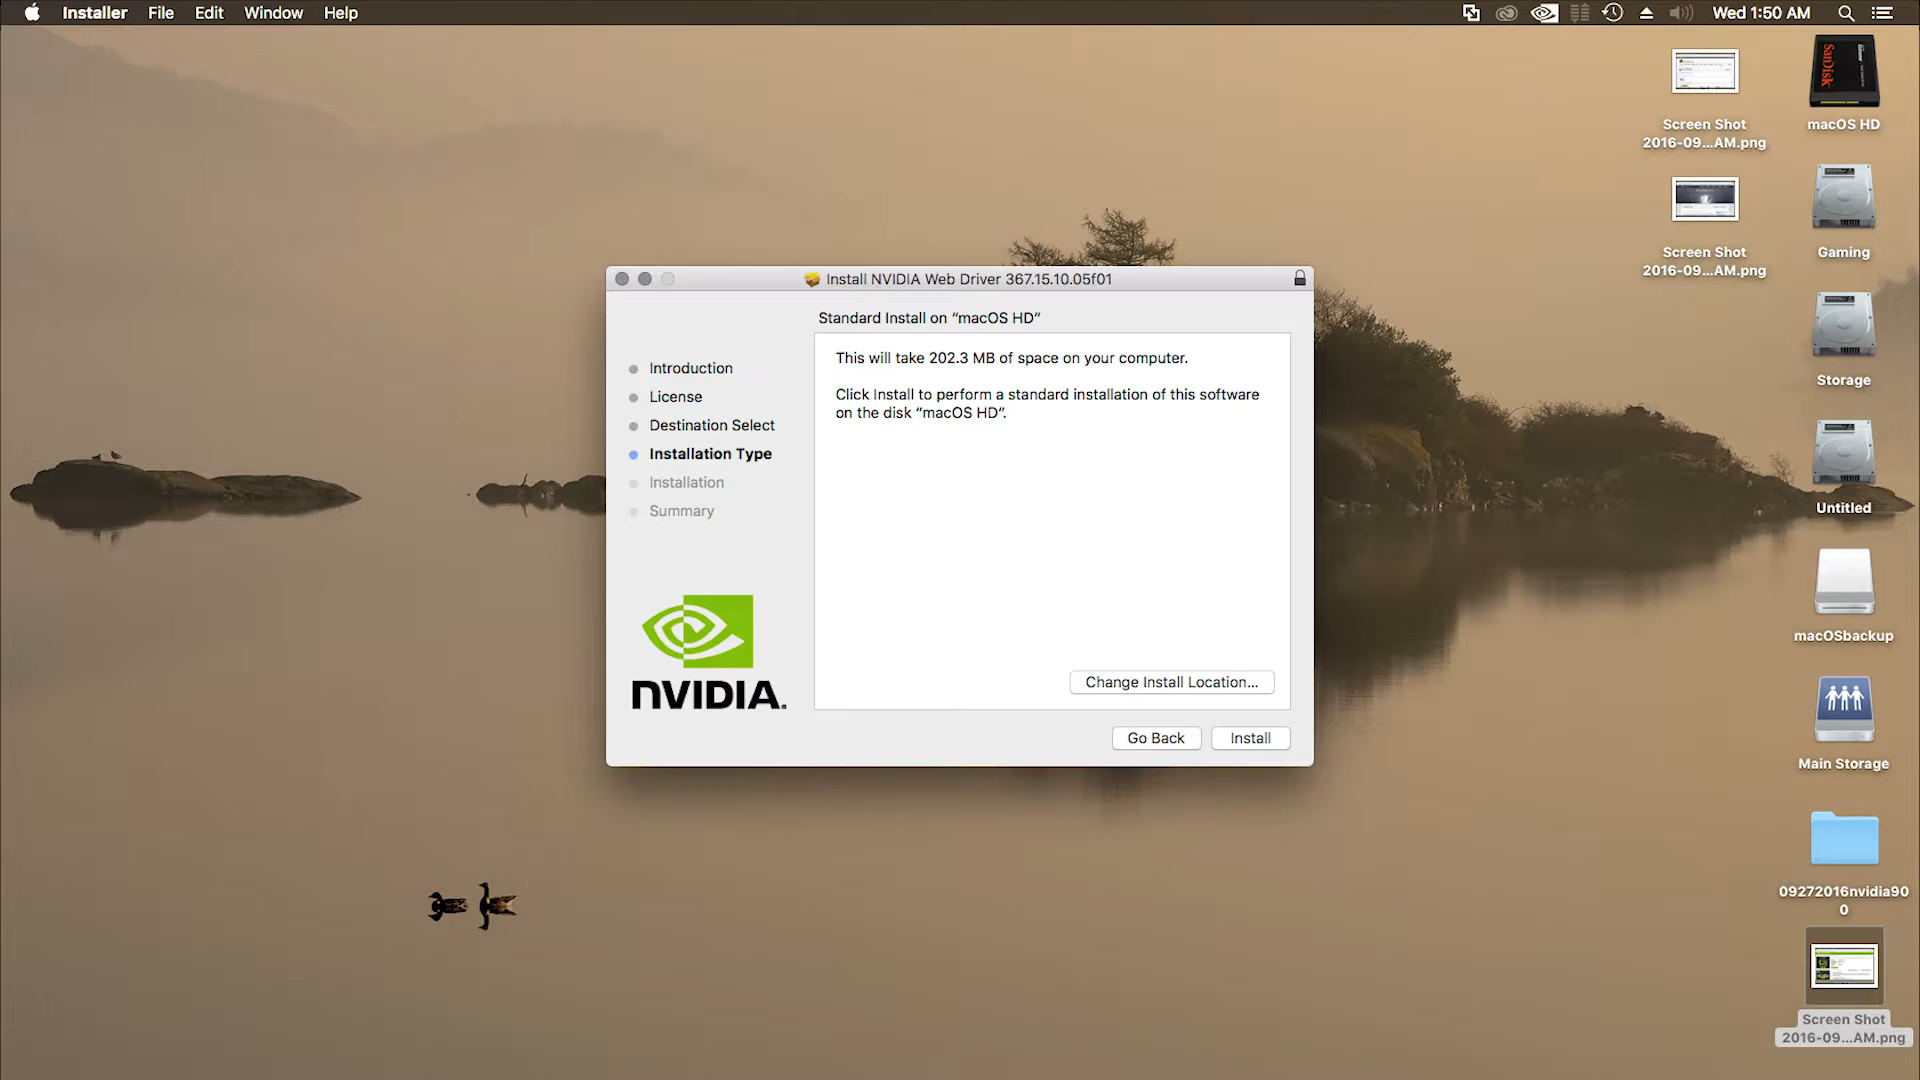 Installer File Edit Window Help
Wed 1:50 AM
SanDisk
Screen Shot
2016-09...AM.png
macOS HD
Screen Shot
2016-09...AM.png
Gaming
Storage
Untitled
macOSbackup
Main Storage
09272016nvidia90
0
Screen Shot
2016-09...AM.png
Install NVIDIA Web Driver 367.15.10.05f01
Standard Install on “macOS HD”
Introduction
License
Destination Select
Installation Type
Installation
Summary
This will take 202.3 MB of space on your computer.
Click Install to perform a standard installation of this software
on the disk “macOS HD”.
Change Install Location...
Go Back
Install
NVIDIA.